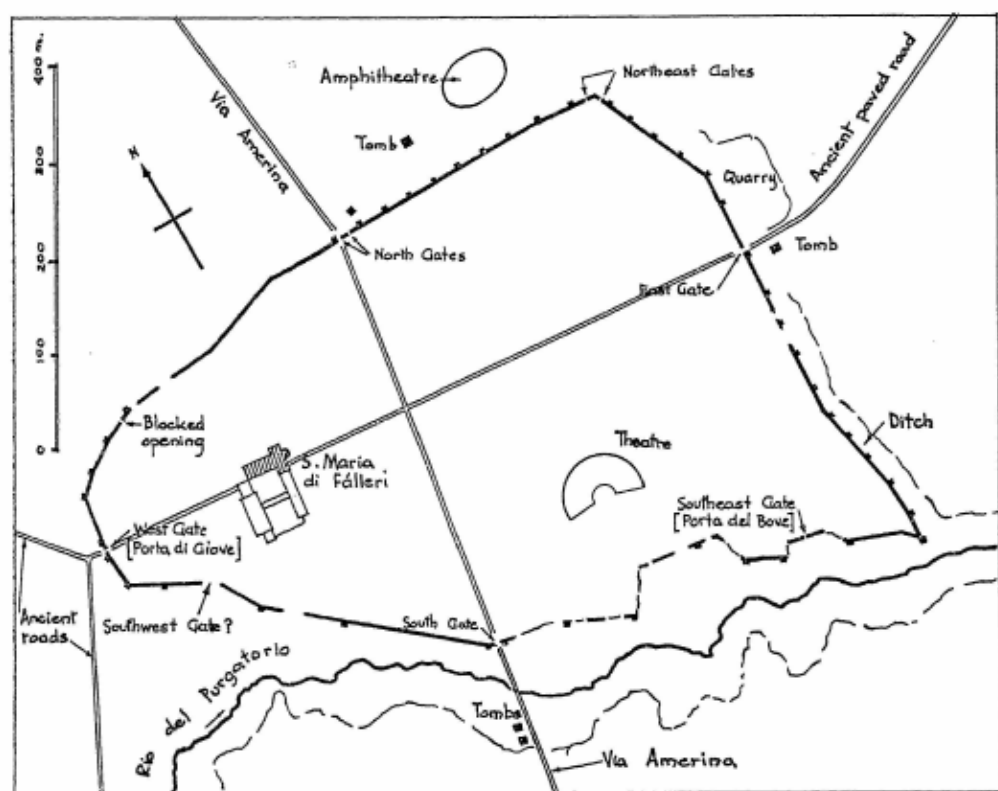 400 m.
300
200
100
0
N
Via
Amerina
Amphitheatre
Tomb
Northeast Gates
Ancient paved road
Quarry
Tomb
North Gates
East Gate
Blocked
opening
S. Maria
di Fálleri
Theatre
Ditch
Southeast Gate
[Porta del Bove]
West Gate
[Porta di Giove]
Ancient
roads
Southwest Gate?
South Gate
Rio del Purgatorio
Tombs
Via Amerina